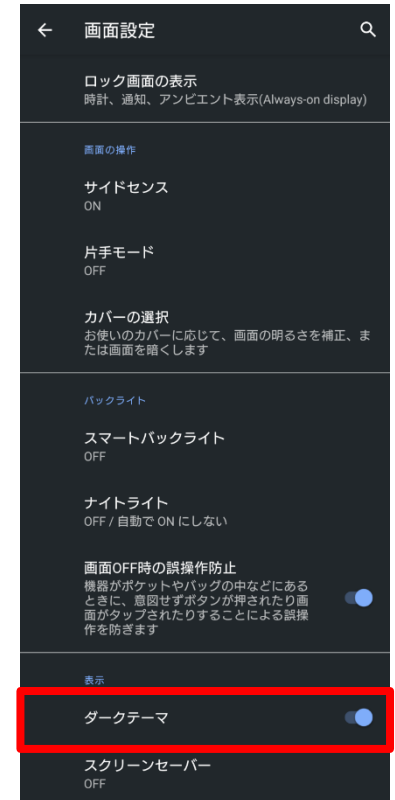 画面設定
ロック画面の表示
時計、通知、アンビエント表示(Always-on display)
画面の操作
サイドセンス
ON
片手モード
OFF
カバーの選択
お使いのカバーに応じて、画面の明るさを補正、ま
たは画面を暗くします
バックライト
スマートバックライト
OFF
ナイトライト
OFF / 自動で ON にしない
画面OFF時の誤操作防止
機器がポケットやバッグの中などにある
ときに、意図せずボタンが押されたり画
面がタップされたりすることによる誤操
作を防ぎます
表示
ダークテーマ
スクリーンセーバー
OFF